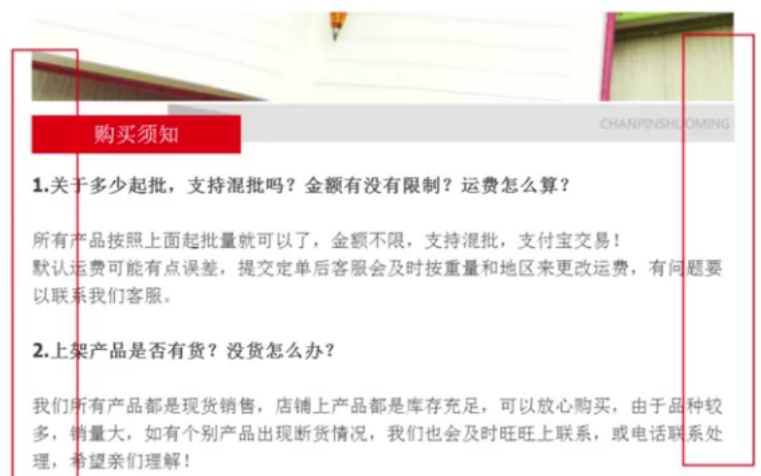 购买须知
CHANPINSHUOMING
1.关于多少起批，支持混批吗？金额有没有限制？运费怎么算？
所有产品按照上面起批量就可以了，金额不限，支持混批，支付宝交易！
默认运费可能有点误差，提交定单后客服会及时按重量和地区来更改运费，有问题要
以联系我们客服。
2.上架产品是否有货？没货怎么办？
我们所有产品都是现货销售，店铺上产品都是库存充足，可以放心购买，由于品种较
多，销量大，如有个别产品出现断货情况，我们也会及时旺旺上联系，或电话联系处
理，希望亲们理解！